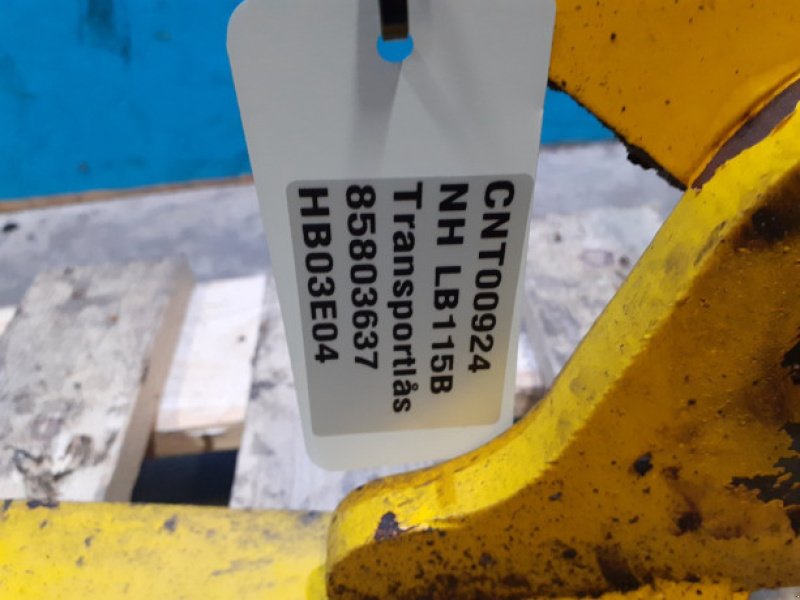 CNT00924
NH LB115B
Transportlås
85803637
HB03E04